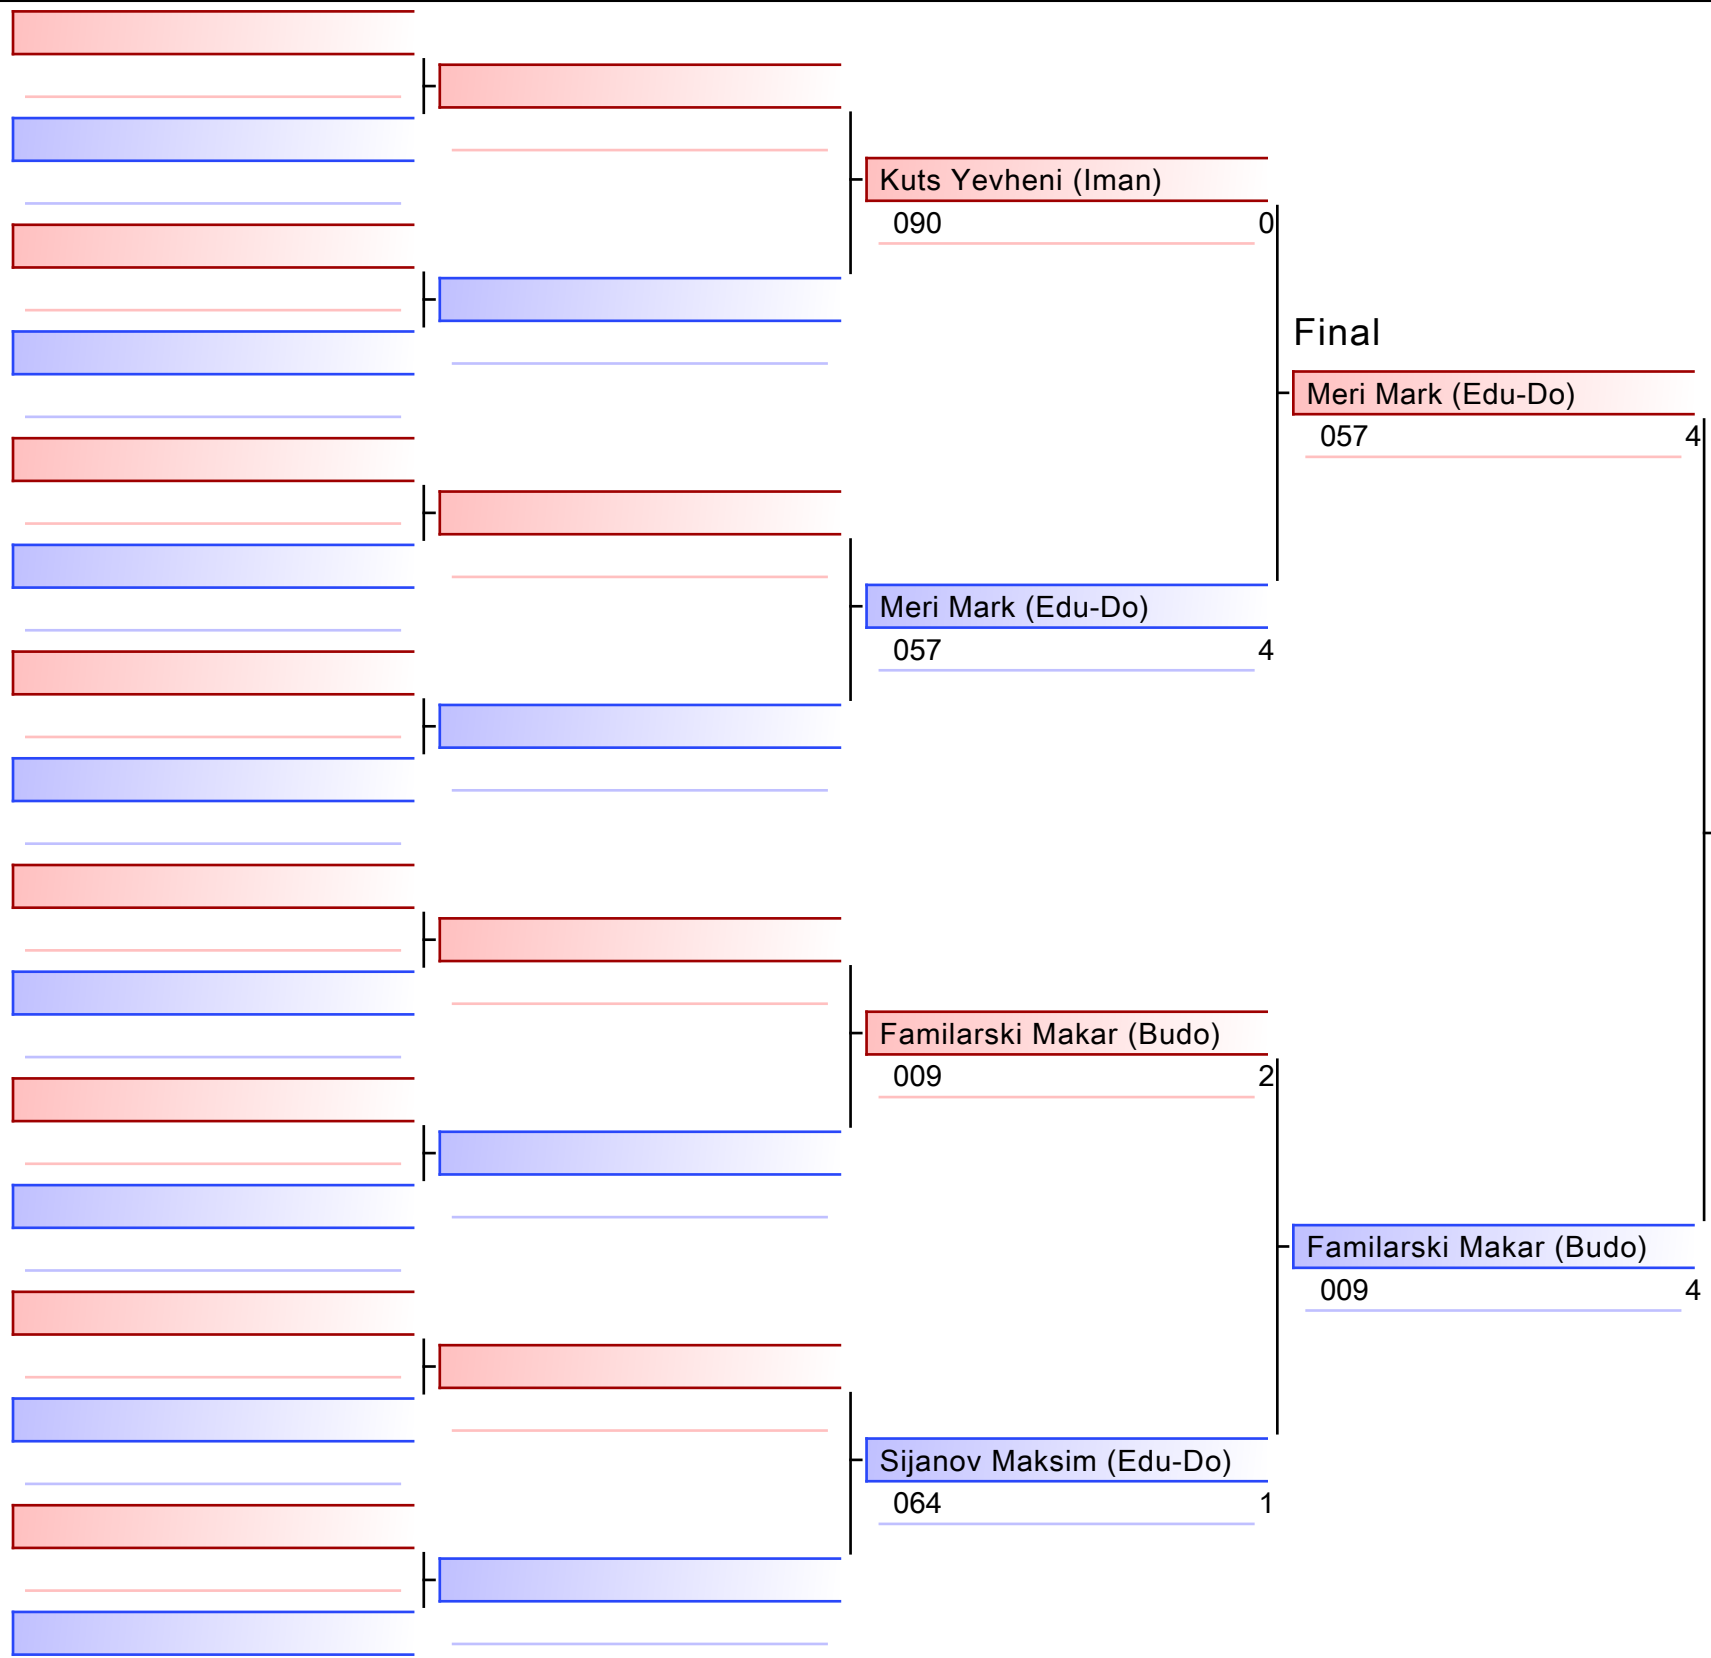 Kuts Yevheni (Iman)
090 0
Final
Meri Mark (Edu-Do)
057 4
Meri Mark (Edu-Do)
057 4
Familarski Makar (Budo)
009 2
Familarski Makar (Budo)
009 4
Sijanov Maksim (Edu-Do)
064 1